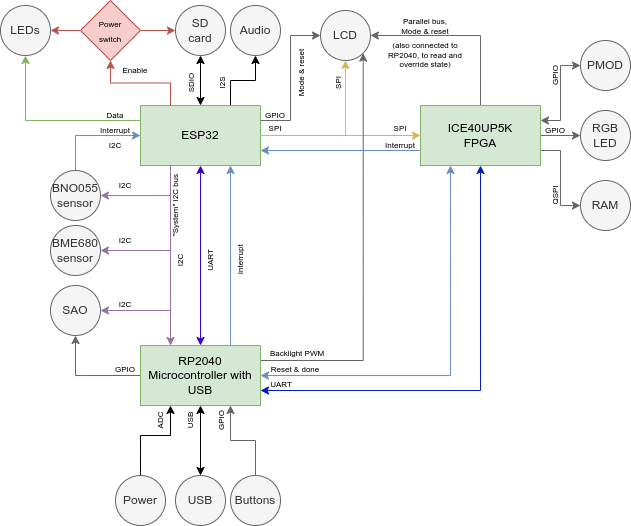 LEDs
Power
switch
SD
card
Audio
LCD
Parallel bus,
Mode & reset
(also connected to
RP2040, to read and
override state)
PMOD
Enable
SDIO
I2S
Mode & reset
SPI
GPIO
Data
Interrupt
I2C
ESP32
GPIO
SPI
SPI
Interrupt
ICE40UP5K
FPGA
GPIO
RGB
LED
QSPI
RAM
BNO055
sensor
I2C
"System" I2C bus
BME680
sensor
I2C
I2C
UART
Interrupt
SAO
I2C
GPIO
RP2040
Microcontroller with
USB
Backlight PWM
Reset & done
UART
ADC
USB
GPIO
Power
USB
Buttons